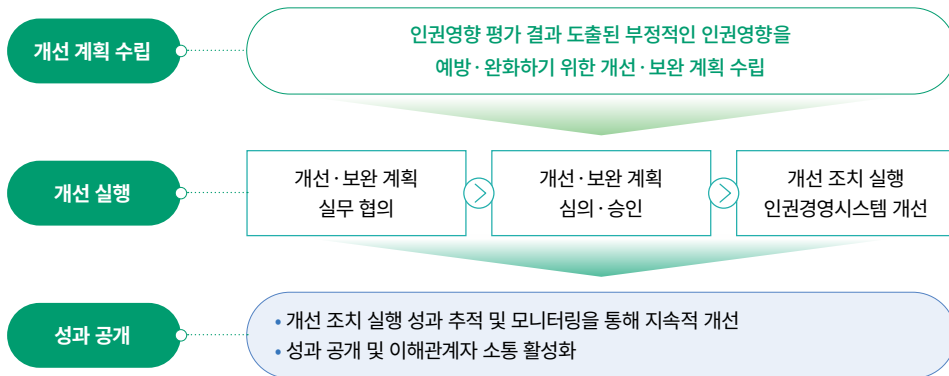 개선 계획 수립
인권영향 평가 결과 도출된 부정적인 인권영향을
예방·완화하기 위한 개선·보완 계획 수립
개선 실행
개선·보완 계획
실무 협의
개선·보완 계획
심의·승인
개선 조치 실행
인권경영시스템 개선
성과 공개
• 개선 조치 실행 성과 추적 및 모니터링을 통해 지속적 개선
• 성과 공개 및 이해관계자 소통 활성화